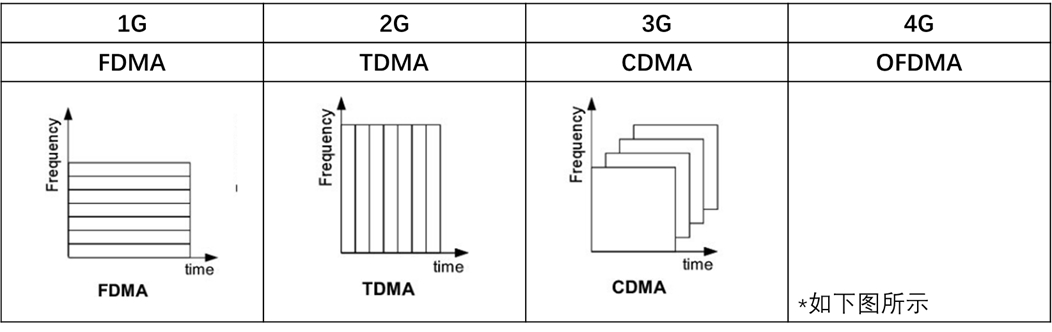 1G 2G 3G 4G
FDMA TDMA CDMA OFDMA
Frequency
time
FDMA
Frequency
time
TDMA
Frequency
time
CDMA
*如下图所示